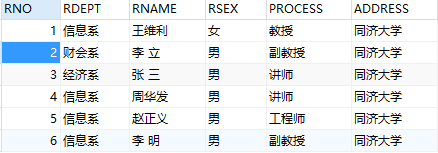 RNO RDEPT RNAME RSEX PROCESS ADDRESS
1 信息系 王维利 女 教授 同济大学
2 财会系 李 立 男 副教授 同济大学
3 经济系 张 三 男 讲师 同济大学
4 信息系 周华发 男 讲师 同济大学
5 信息系 赵正义 男 工程师 同济大学
6 信息系 李 明 男 副教授 同济大学